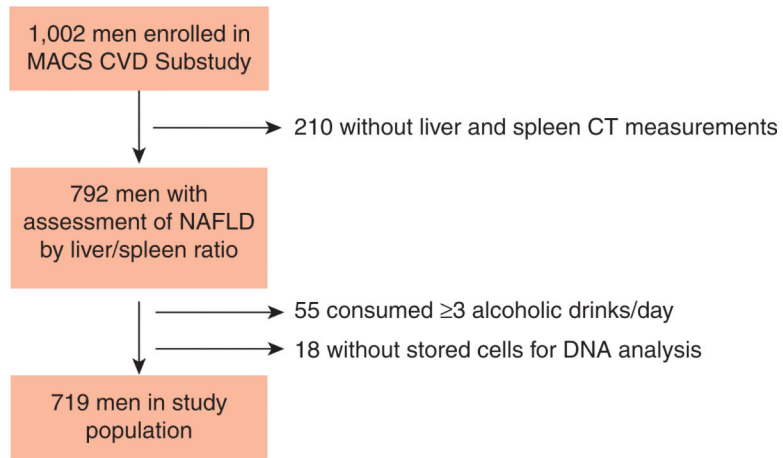 1,002 men enrolled in
MACS CVD Substudy
210 without liver and spleen CT measurements
792 men with
assessment of NAFLD
by liver/spleen ratio
55 consumed ≥3 alcoholic drinks/day
18 without stored cells for DNA analysis
719 men in study
population